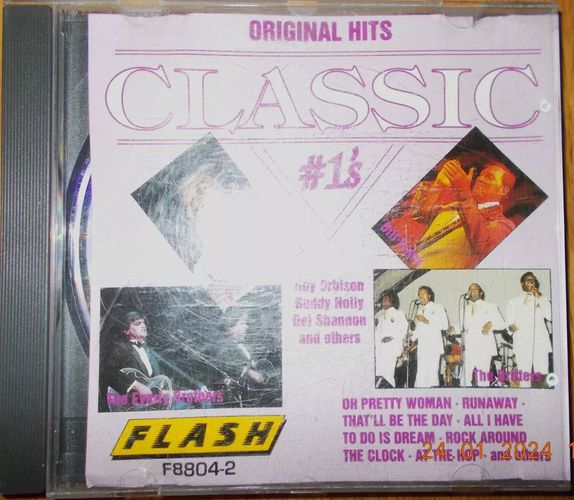 ORIGINAL HITS
CLASSIC
#1's
Roy Orbison
Buddy Holly
Del Shannon
and others
The Everly Brothers
The Drifters
OH PRETTY WOMAN · RUNAWAY ·
THAT'LL BE THE DAY · ALL I HAVE
TO DO IS DREAM · ROCK AROUND
THE CLOCK · AT THE HOP! and others
FLASH
F8804-2
24 01 2024 1